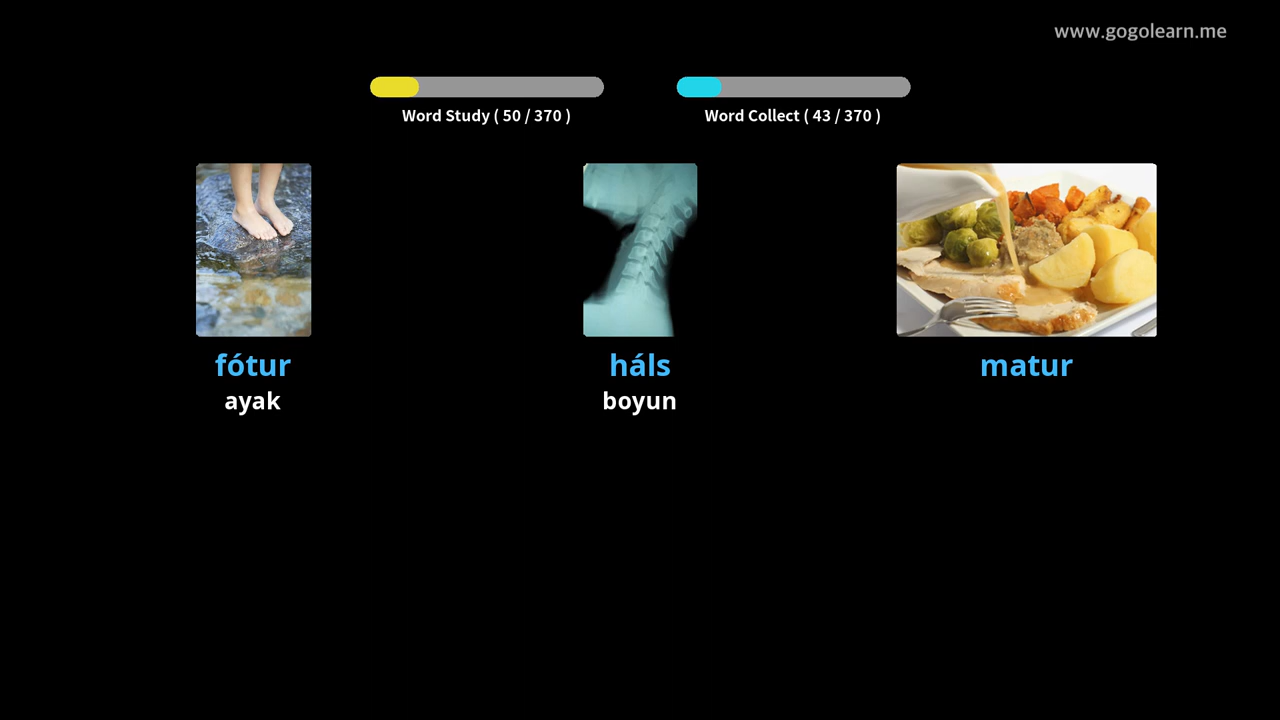 www.gogolearn.me
Word Study ( 50 / 370 )
Word Collect ( 43 / 370 )
fótur
ayak
háls
boyun
matur